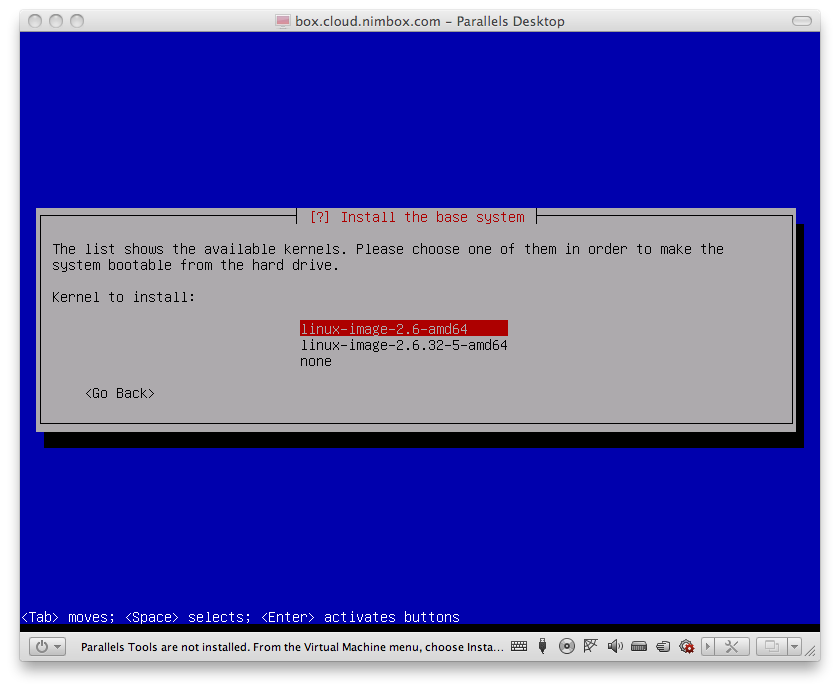 box.cloud.nimbox.com – Parallels Desktop
[?] Install the base system
The list shows the available kernels. Please choose one of them in order to make the
system bootable from the hard drive.
Kernel to install:
linux-image-2.6-amd64
linux-image-2.6.32-5-amd64
none
<Go Back>
<Tab> moves; <Space> selects; <Enter> activates buttons
Parallels Tools are not installed. From the Virtual Machine menu, choose Insta...